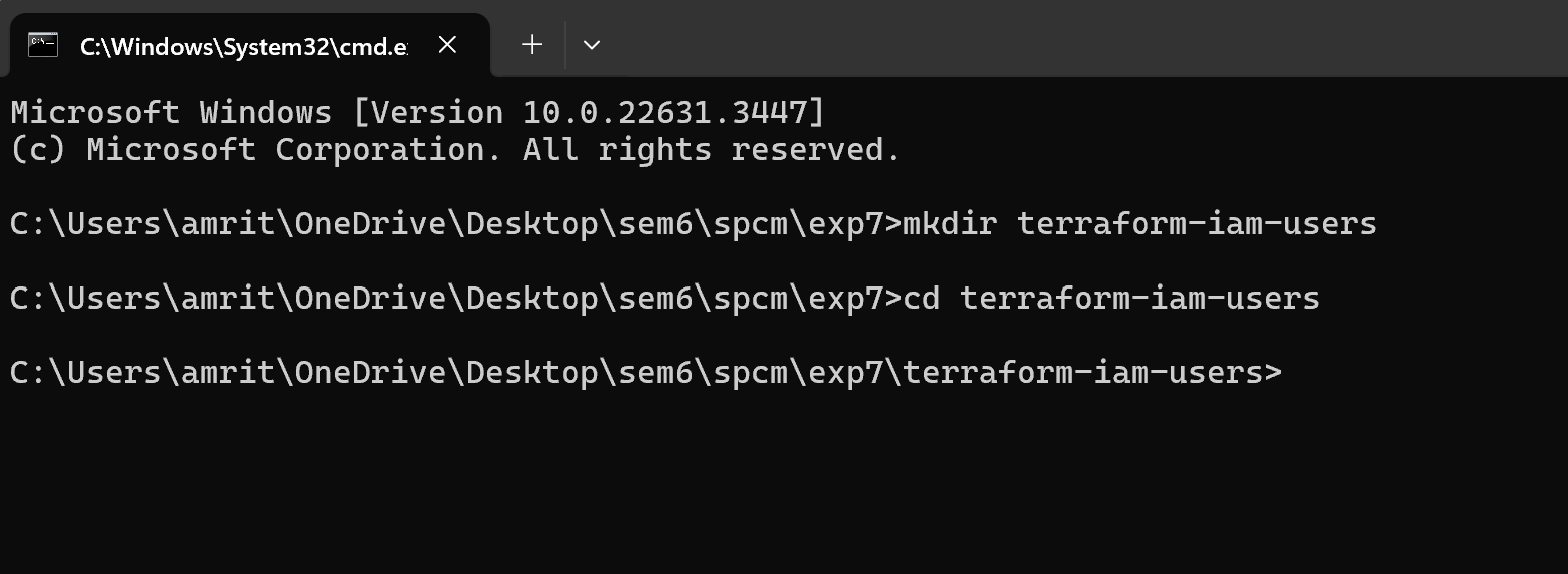 C:\Windows\System32\cmd.e
Microsoft Windows [Version 10.0.22631.3447]
(c) Microsoft Corporation. All rights reserved.
C:\Users\amrit\OneDrive\Desktop\sem6\spcm\exp7>mkdir terraform-iam-users
C:\Users\amrit\OneDrive\Desktop\sem6\spcm\exp7>cd terraform-iam-users
C:\Users\amrit\OneDrive\Desktop\sem6\spcm\exp7\terraform-iam-users>